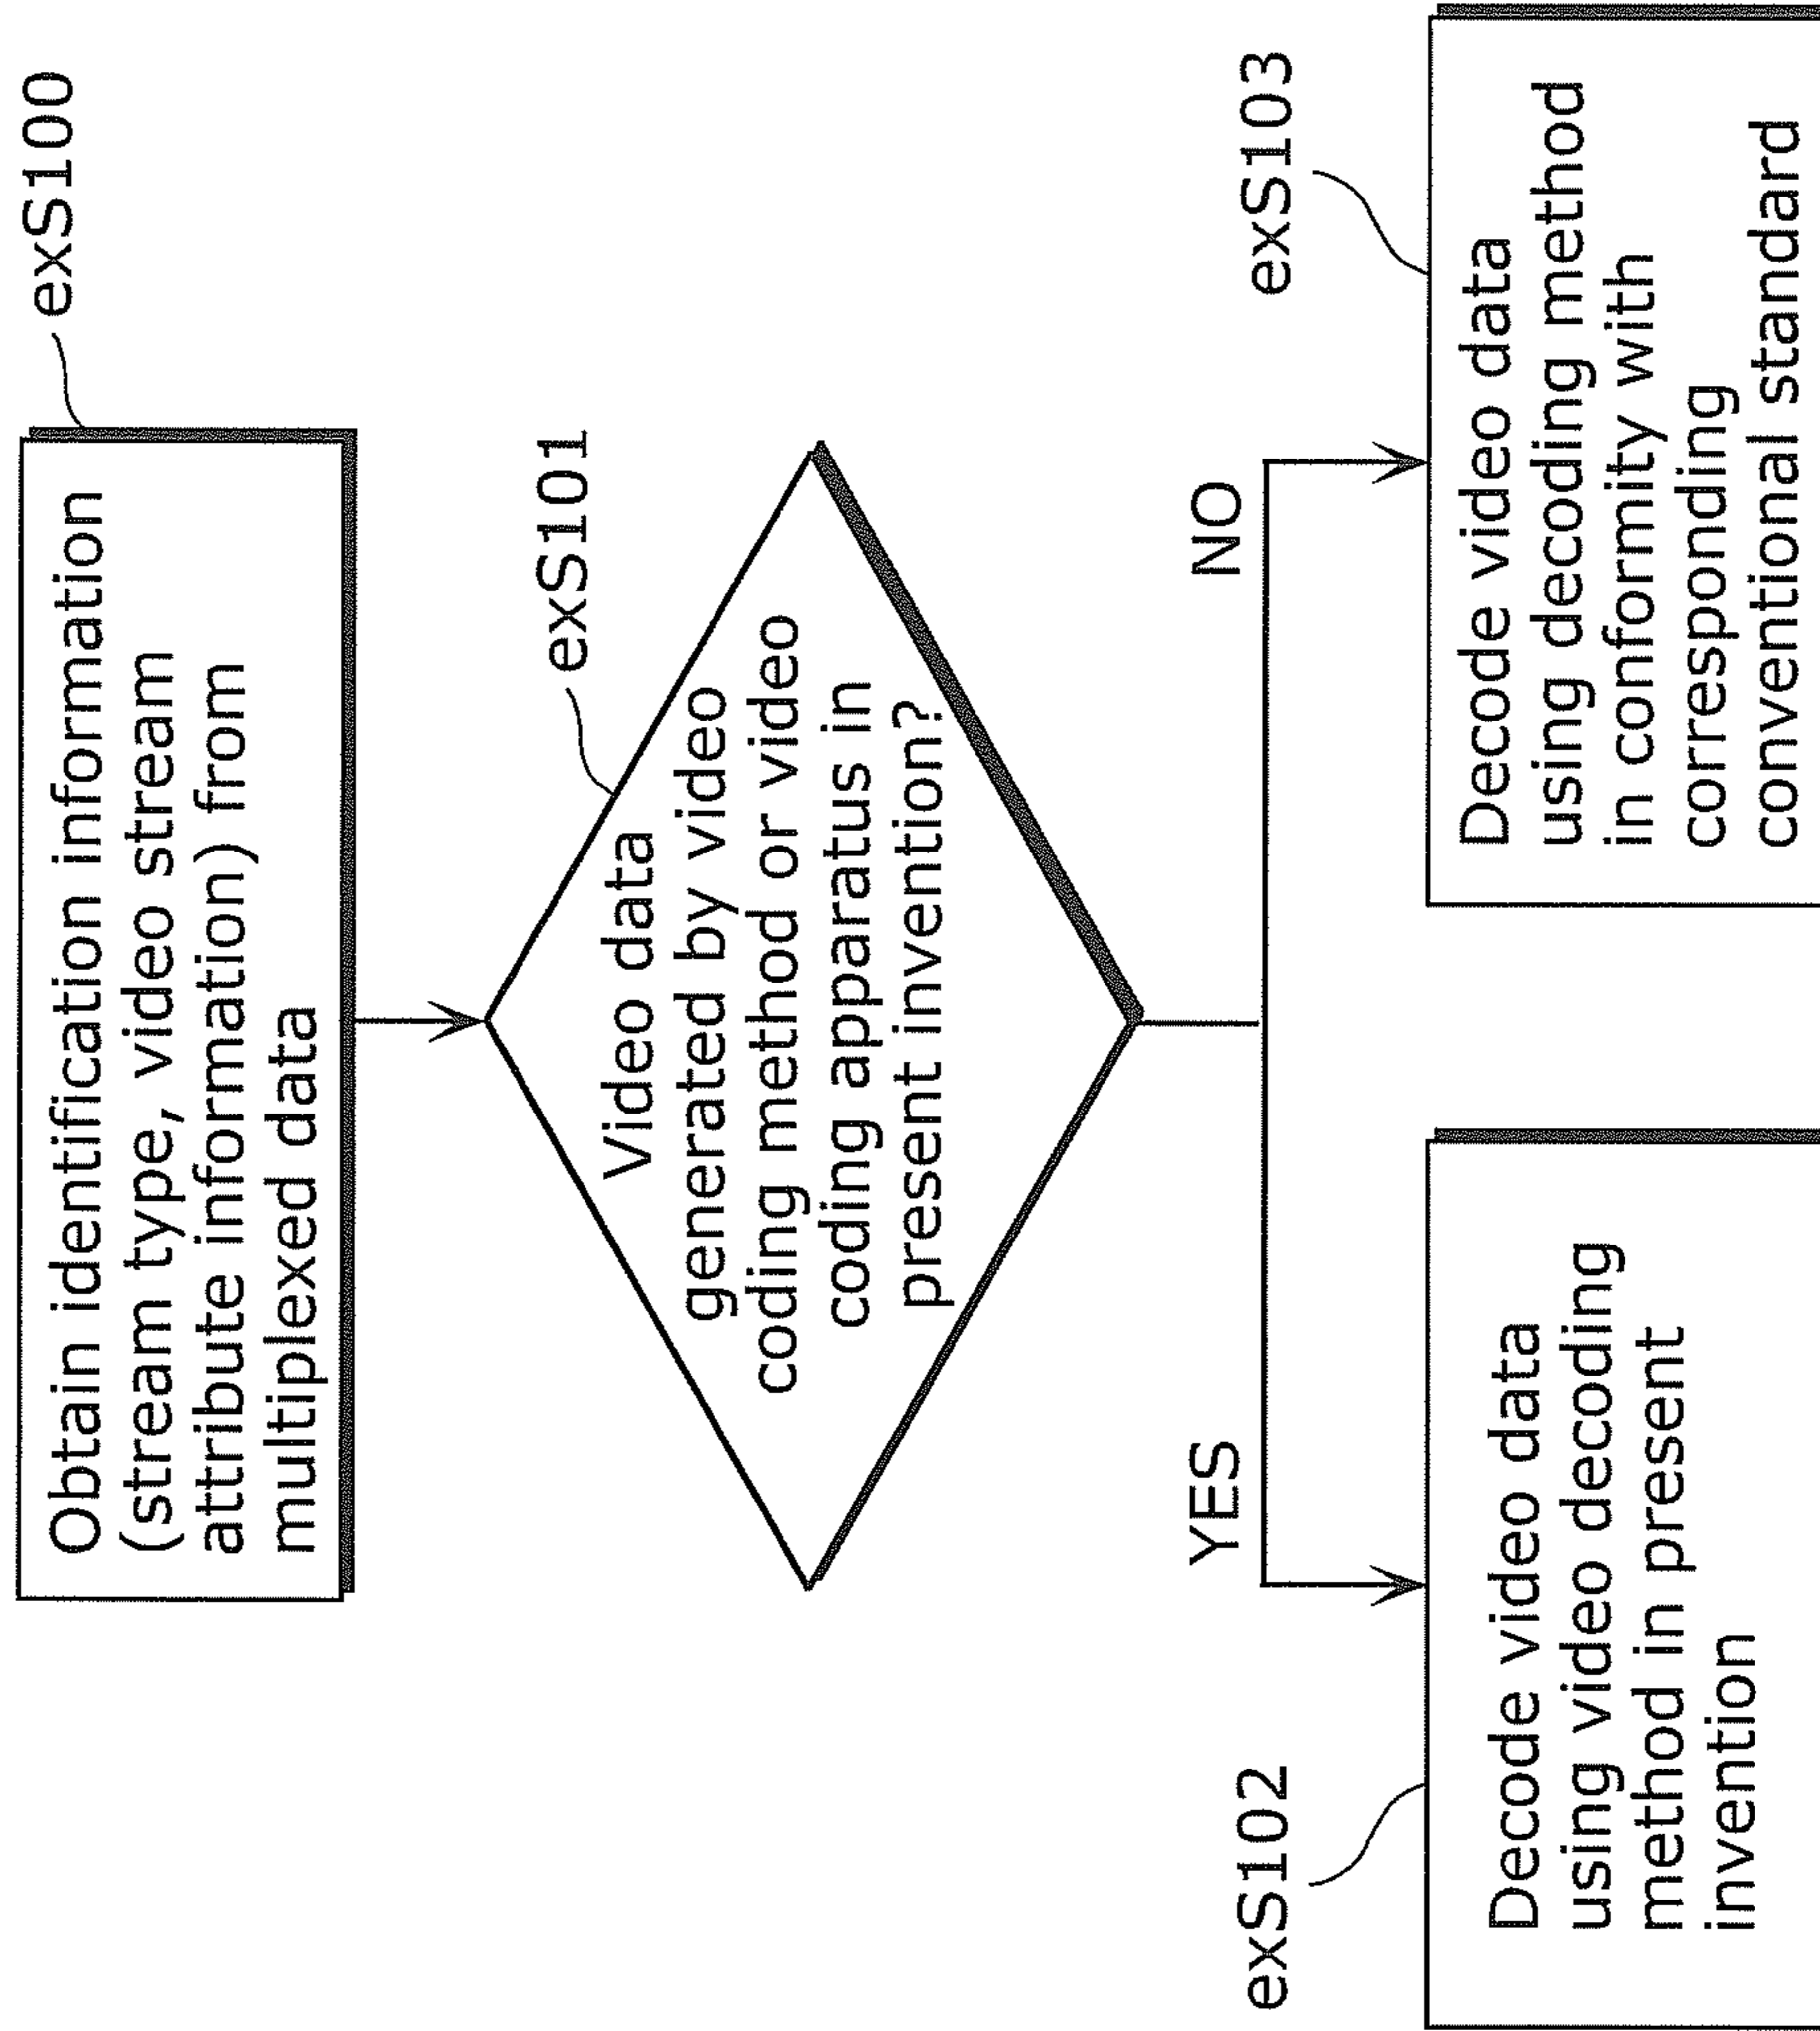 exS100
Obtain identification information
(stream type, video stream
attribute information) from
multiplexed data
exS101
Video data
generated by video
coding method or video
coding apparatus in
present invention?
YES
NO
exS102
Decode video data
using video decoding
method in present
invention
exS103
Decode video data
using decoding method
in conformity with
corresponding
conventional standard